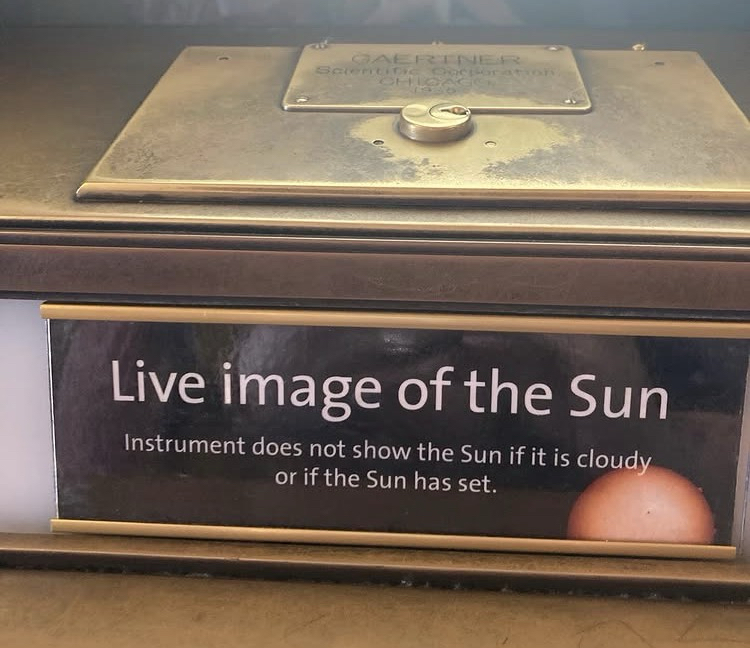 GAERTNER
Scientific Corporation
CHICAGO
Live image of the Sun
Instrument does not show the Sun if it is cloudy
or if the Sun has set.